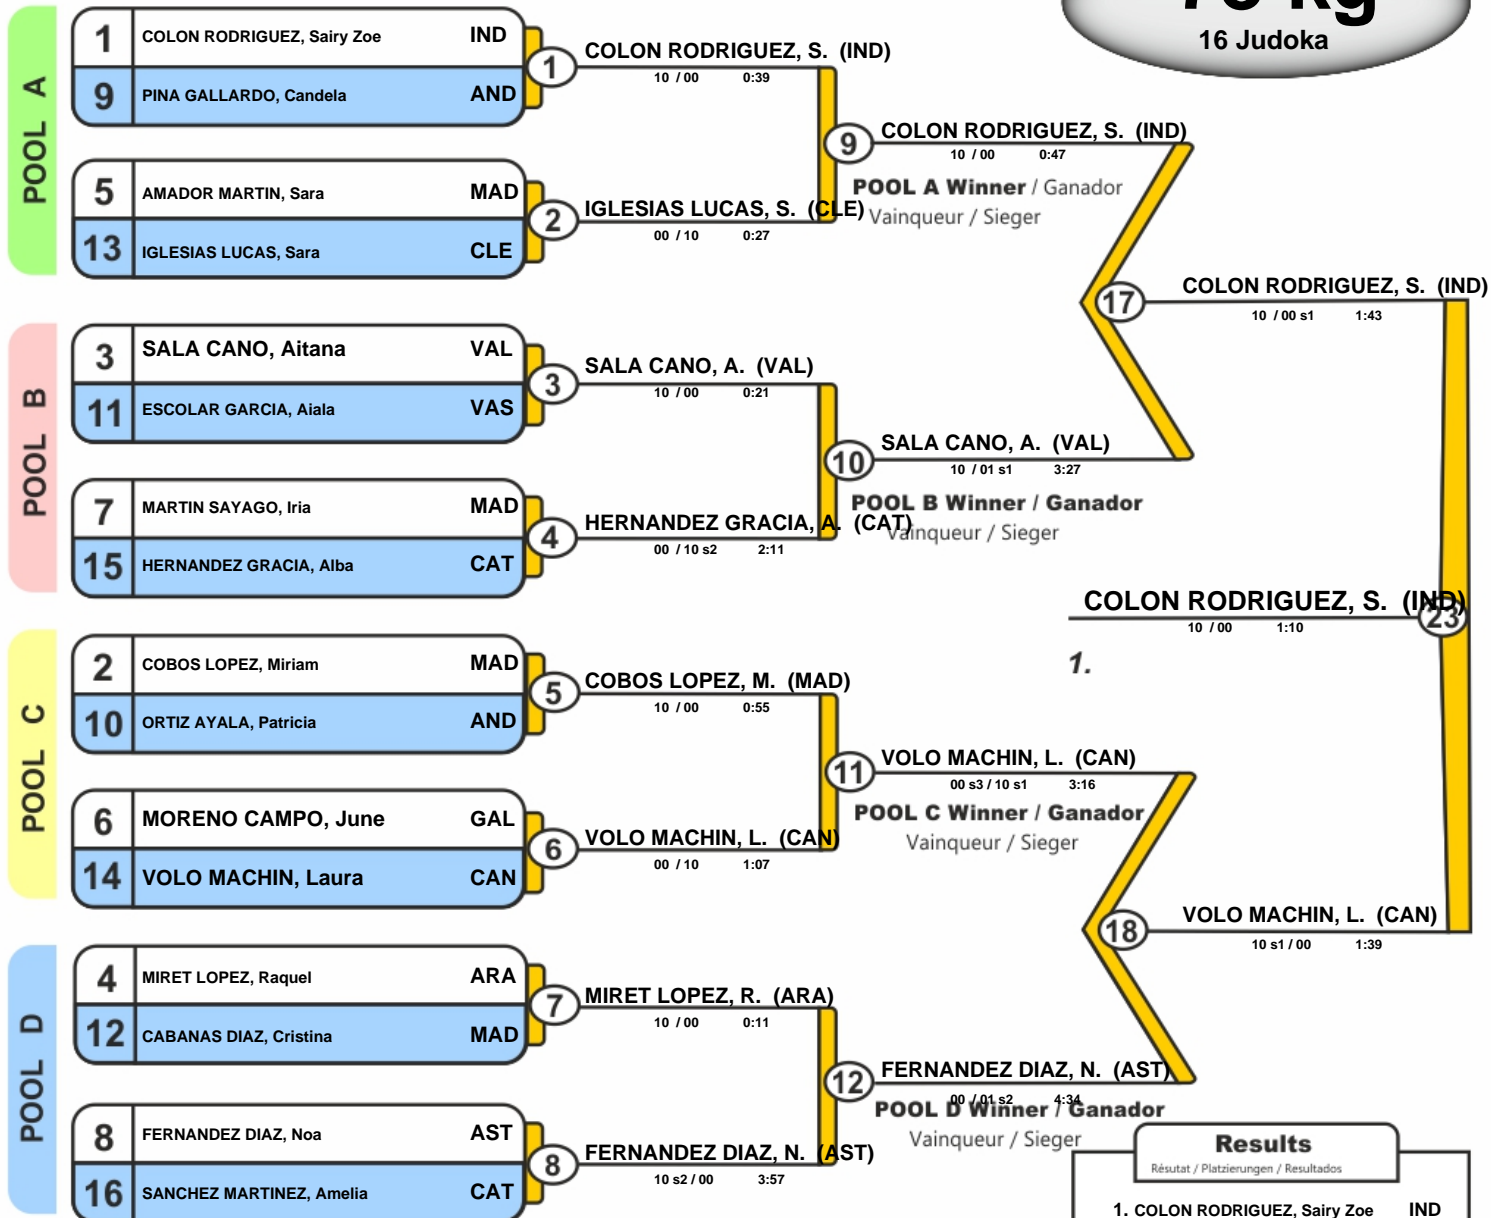 16 Judoka
POOL A
1 COLON RODRIGUEZ, Sairy Zoe IND
9 PINA GALLARDO, Candela AND
1
COLON RODRIGUEZ, S. (IND)
10 / 00 0:39
5 AMADOR MARTIN, Sara MAD
13 IGLESIAS LUCAS, Sara CLE
2
IGLESIAS LUCAS, S. (CLE)
00 / 10 0:27
9
COLON RODRIGUEZ, S. (IND)
10 / 00 0:47
POOL A Winner / Ganador
Vainqueur / Sieger
POOL B
3 SALA CANO, Aitana VAL
11 ESCOLAR GARCIA, Aiala VAS
3
SALA CANO, A. (VAL)
10 / 00 0:21
7 MARTIN SAYAGO, Iria MAD
15 HERNANDEZ GRACIA, Alba CAT
4
HERNANDEZ GRACIA, A. (CAT)
00 / 10 s2 2:11
10
SALA CANO, A. (VAL)
10 / 01 s1 3:27
POOL B Winner / Ganador
Vainqueur / Sieger
17
COLON RODRIGUEZ, S. (IND)
10 / 00 s1 1:43
COLON RODRIGUEZ, S. (IND)
23
10 / 00 1:10
1.
POOL C
2 COBOS LOPEZ, Miriam MAD
10 ORTIZ AYALA, Patricia AND
5
COBOS LOPEZ, M. (MAD)
10 / 00 0:55
6 MORENO CAMPO, June GAL
14 VOLO MACHIN, Laura CAN
6
VOLO MACHIN, L. (CAN)
00 / 10 1:07
11
VOLO MACHIN, L. (CAN)
00 s3 / 10 s1 3:16
POOL C Winner / Ganador
Vainqueur / Sieger
18
VOLO MACHIN, L. (CAN)
10 s1 / 00 1:39
POOL D
4 MIRET LOPEZ, Raquel ARA
12 CABANAS DIAZ, Cristina MAD
7
MIRET LOPEZ, R. (ARA)
10 / 00 0:11
8 FERNANDEZ DIAZ, Noa AST
16 SANCHEZ MARTINEZ, Amelia CAT
8
FERNANDEZ DIAZ, N. (AST)
10 s2 / 00 3:57
12
FERNANDEZ DIAZ, N. (AST)
00 / 01 s2 4:34
POOL D Winner / Ganador
Vainqueur / Sieger
Results
Résutat / Platzierungen / Resultados
1. COLON RODRIGUEZ, Sairy Zoe IND